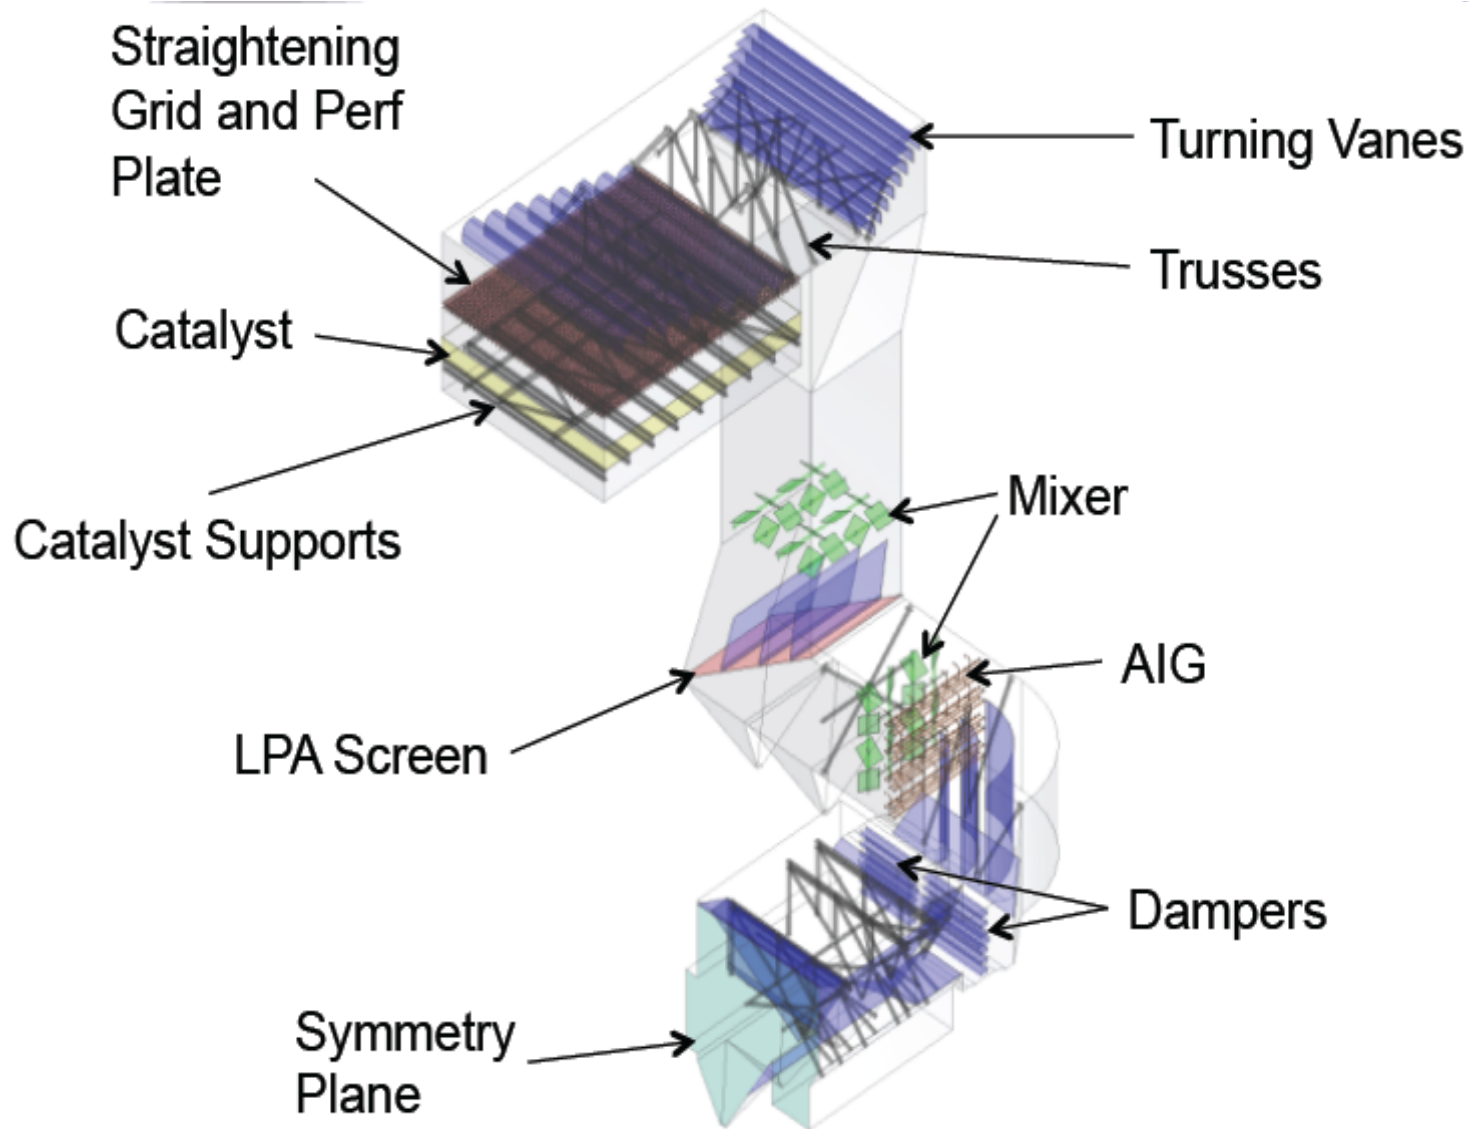 Straightening
Grid and Perf
Plate
Turning Vanes
Trusses
Catalyst
Mixer
Catalyst Supports
AIG
LPA Screen
Dampers
Symmetry
Plane